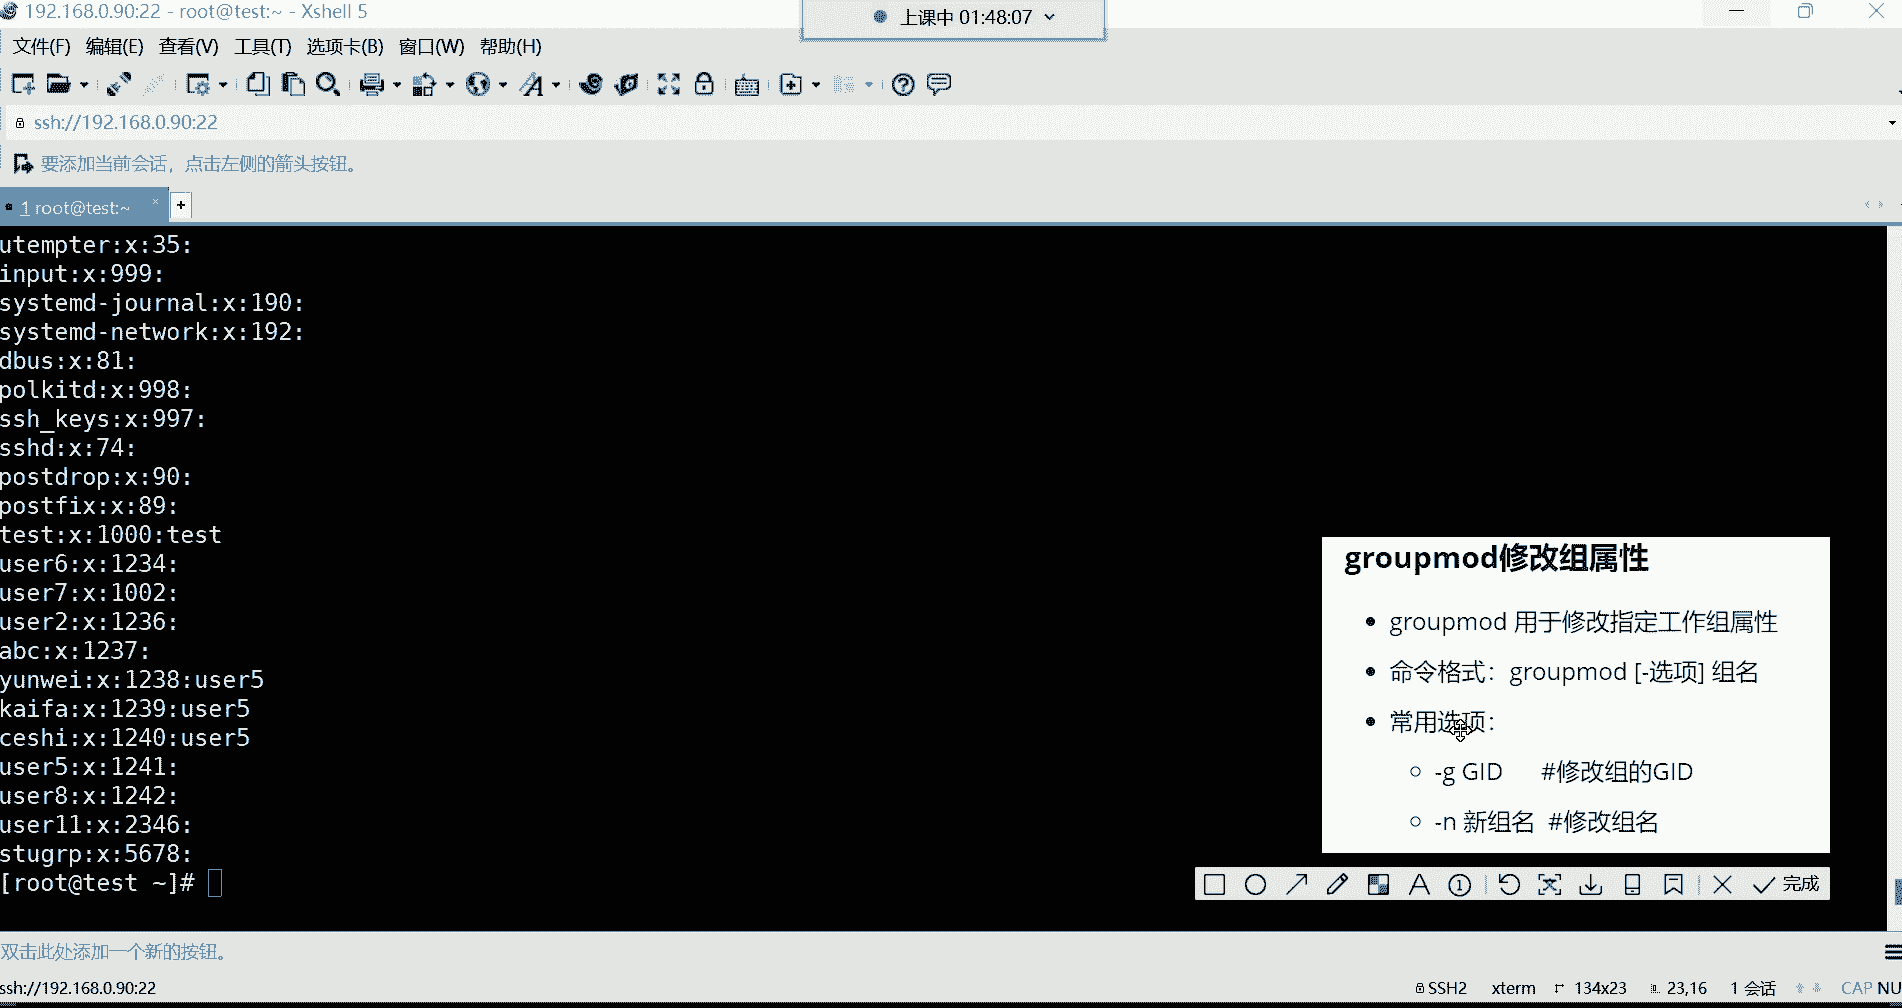 192.168.0.90:22 - root@test:~ - Xshell 5
上课中 01:48:07
文件(F) 编辑(E) 查看(V) 工具(T) 选项卡(B) 窗口(W) 帮助(H)
ssh://192.168.0.90:22
要添加当前会话，点击左侧的箭头按钮。
1 root@test:~ × +
utempter:x:35:
input:x:999:
systemd-journal:x:190:
systemd-network:x:192:
dbus:x:81:
polkitd:x:998:
ssh_keys:x:997:
sshd:x:74:
postdrop:x:90:
postfix:x:89:
test:x:1000:test
user6:x:1234:
user7:x:1002:
user2:x:1236:
abc:x:1237:
yunwei:x:1238:user5
kaifa:x:1239:user5
ceshi:x:1240:user5
user5:x:1241:
user8:x:1242:
user11:x:2346:
stugrp:x:5678:
[root@test ~]#
groupmod修改组属性
groupmod 用于修改指定工作组属性
命令格式：groupmod [-选项] 组名
常用选项：
-g GID #修改组的GID
-n 新组名 #修改组名
完成
双击此处添加一个新的按钮。
ssh://192.168.0.90:22
SSH2 xterm 134x23 23,16 1 会话 CAP NU